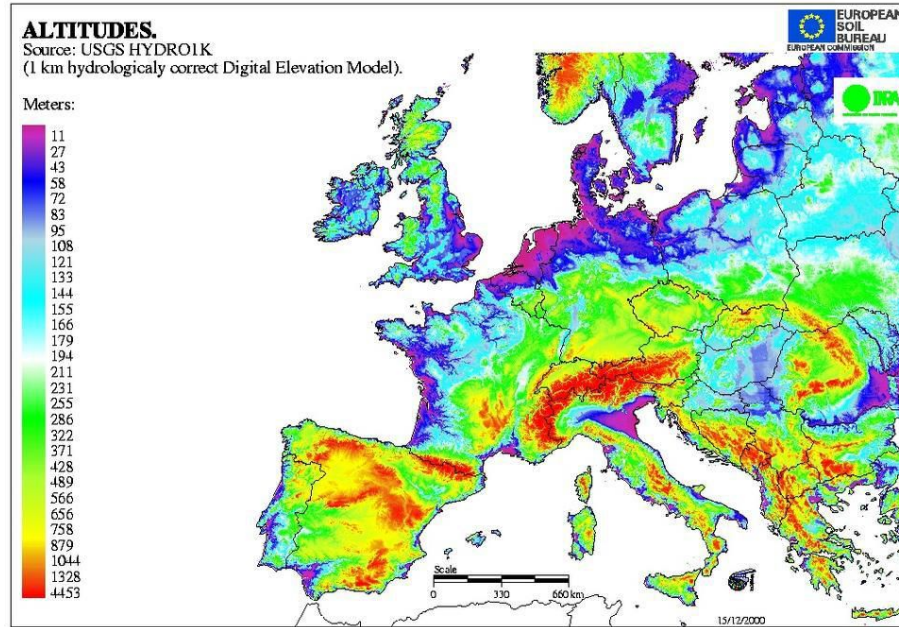 ALTITUDES.
Source: USGS HYDRO1K
(1 km hydrologicaly correct Digital Elevation Model).
EUROPEAN
SOIL
BUREAU
EUROPEAN COMMISSION
INRA
Meters:
11
27
43
58
72
83
95
108
121
133
144
155
166
179
194
211
231
255
286
322
371
428
489
566
656
758
879
1044
1328
4453
Scale
0 330 660 km
15/12/2000